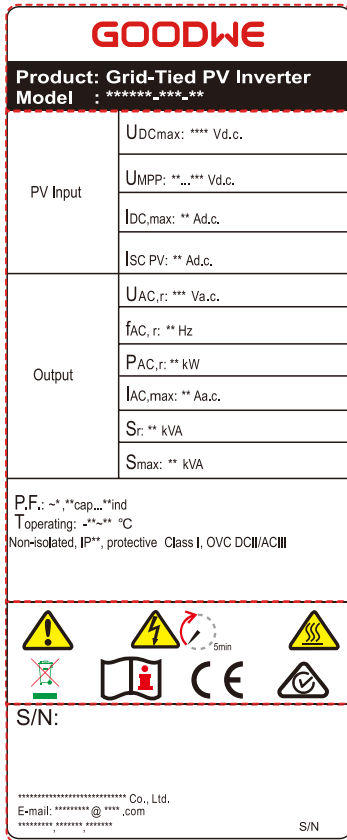 GOODWE
Product: Grid-Tied PV Inverter
Model : ******-***-**
PV Input
UDCmax: **** Vd.c.
UMPP: **...*** Vd.c.
IDC,max: ** Ad.c.
ISC PV: ** Ad.c.
Output
UAC,r: *** Va.c.
fAC, r: ** Hz
PAC,r: ** kW
IAC,max: ** Aa.c.
Sr: ** kVA
Smax: ** kVA
P.F.: ~*,**cap...**ind
Toperating: -**~** °C
Non-isolated, IP**, protective Class I, OVC DCII/ACIII
5min
CE
S/N:
*************************** Co., Ltd.
E-mail: ********* @ **** .com
*********,*******,*******
S/N